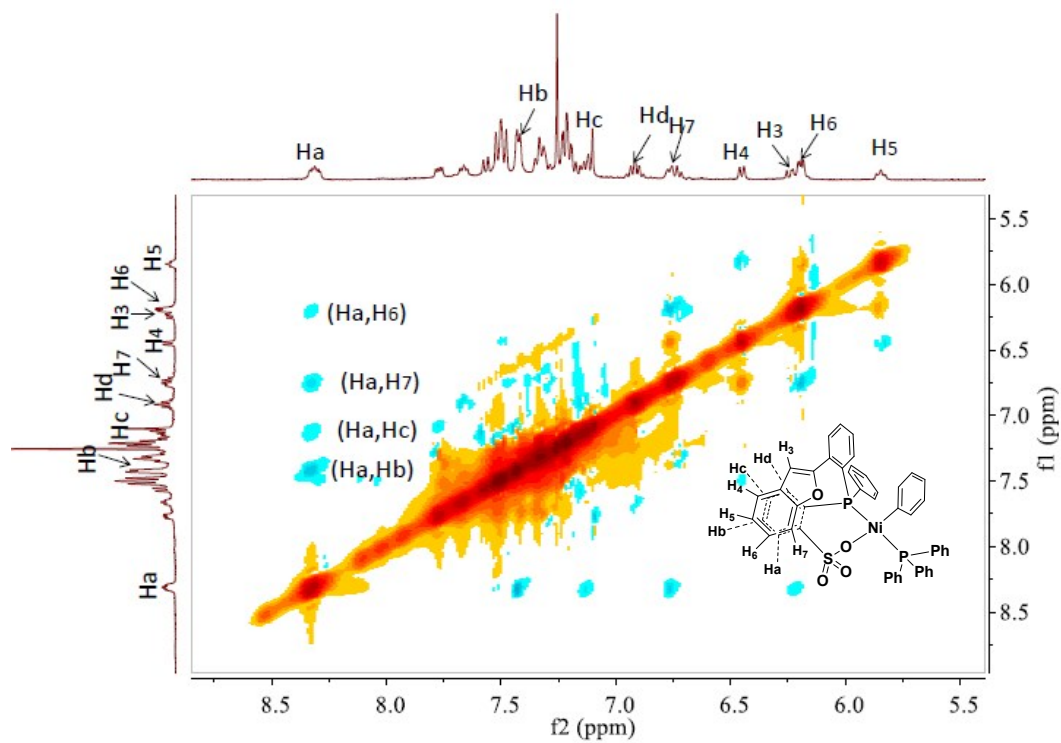 Ha
Hb
Hc
Hd
H7
H4
H3
H6
H5
H5
H6
H3
H4
H7
Hd
Hc
Hb
Ha
(Ha,H6)
(Ha,H7)
(Ha,Hc)
(Ha,Hb)
H3
Hd
Hc
H4
O
H5
P
Hb
Ni
H6
H7
O
Ha
S
P
Ph
O
O
Ph
Ph
5.5
6.0
6.5
7.0
7.5
8.0
8.5
f1 (ppm)
8.5
8.0
7.5
7.0
6.5
6.0
5.5
f2 (ppm)